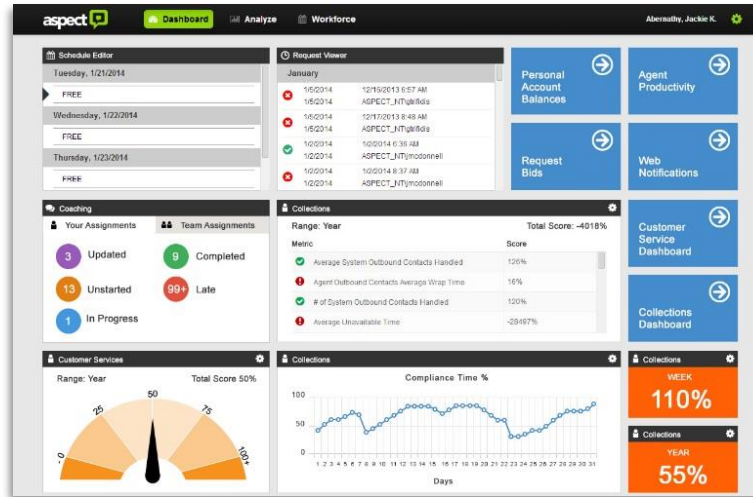 aspect
Dashboard
Analyze
Workforce
Abernathy, Jackie K.
Schedule Editor
Tuesday, 1/21/2014
FREE
Wednesday, 1/22/2014
FREE
Thursday, 1/23/2014
FREE
Request Viewer
January
1/5/2014 12/16/2013 6:57 AM
1/5/2014
1/5/2014 12/17/2013 8:48 AM
1/5/2014
1/2/2014 1/2/2014 6:36 AM
1/2/2014 ASPECT_NT\jmcdonnell
1/2/2014 1/2/2014 8:37 AM
1/2/2014 ASPECT_NT\jmcdonnell
Personal
Account
Balances
Agent
Productivity
Request
Bids
Web
Notifications
Coaching
Your Assignments
Team Assignments
3 Updated
9 Completed
13 Unstarted
99+ Late
1 In Progress
Collections
Range: Year
Total Score: -4018%
Metric Score
Average System Outbound Contacts Handled 126%
Agent Outbound Contacts Average Wrap Time 16%
# of System Outbound Contacts Handled 120%
Average Unavailable Time -28497%
Customer
Service
Dashboard
Collections
Dashboard
Customer Services
Range: Year
Total Score 50%
0
25
50
75
100+
Collections
Compliance Time %
100
50
0
1 2 3 4 5 6 7 8 9 10 11 12 13 14 15 16 17 18 19 20 21 22 23 24 25 26 27 28 29 30 31
Days
Collections
WEEK
110%
Collections
YEAR
55%